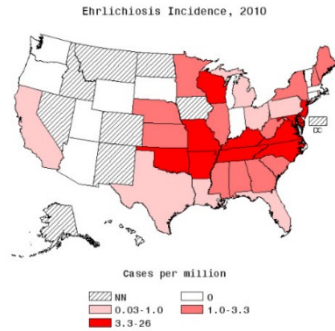 Ehrlichiosis Incidence, 2010
DC
Cases per million
NN 0
0.03-1.0 1.0-3.3
3.3-26